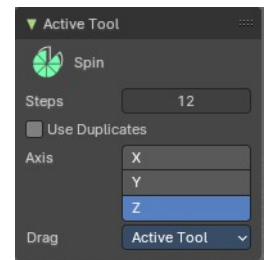 Active Tool
Spin
Steps 12
Use Duplicates
Axis X
Y
Z
Drag Active Tool